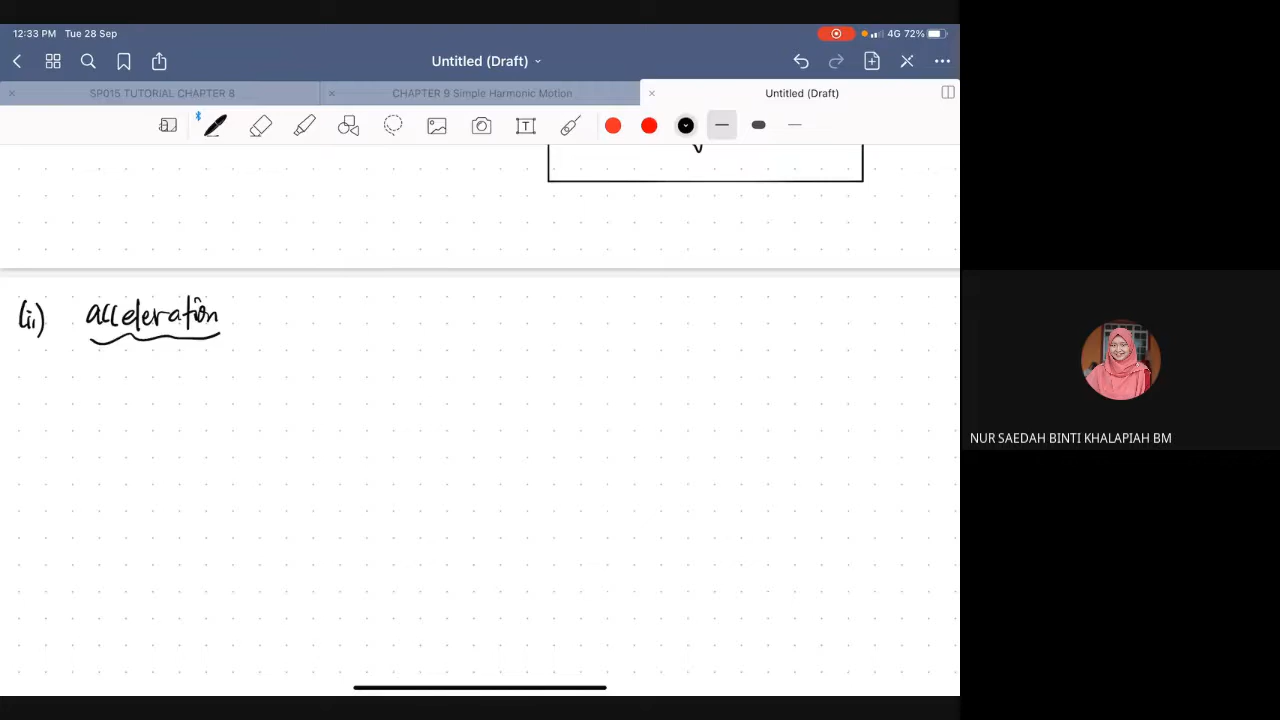 12:33 PM Tue 28 Sep
4G 72%
Untitled (Draft)
SP015 TUTORIAL CHAPTER 8
CHAPTER 9 Simple Harmonic Motion
Untitled (Draft)
T
(ii) acceleration
NUR SAEDAH BINTI KHALAPIAH BM